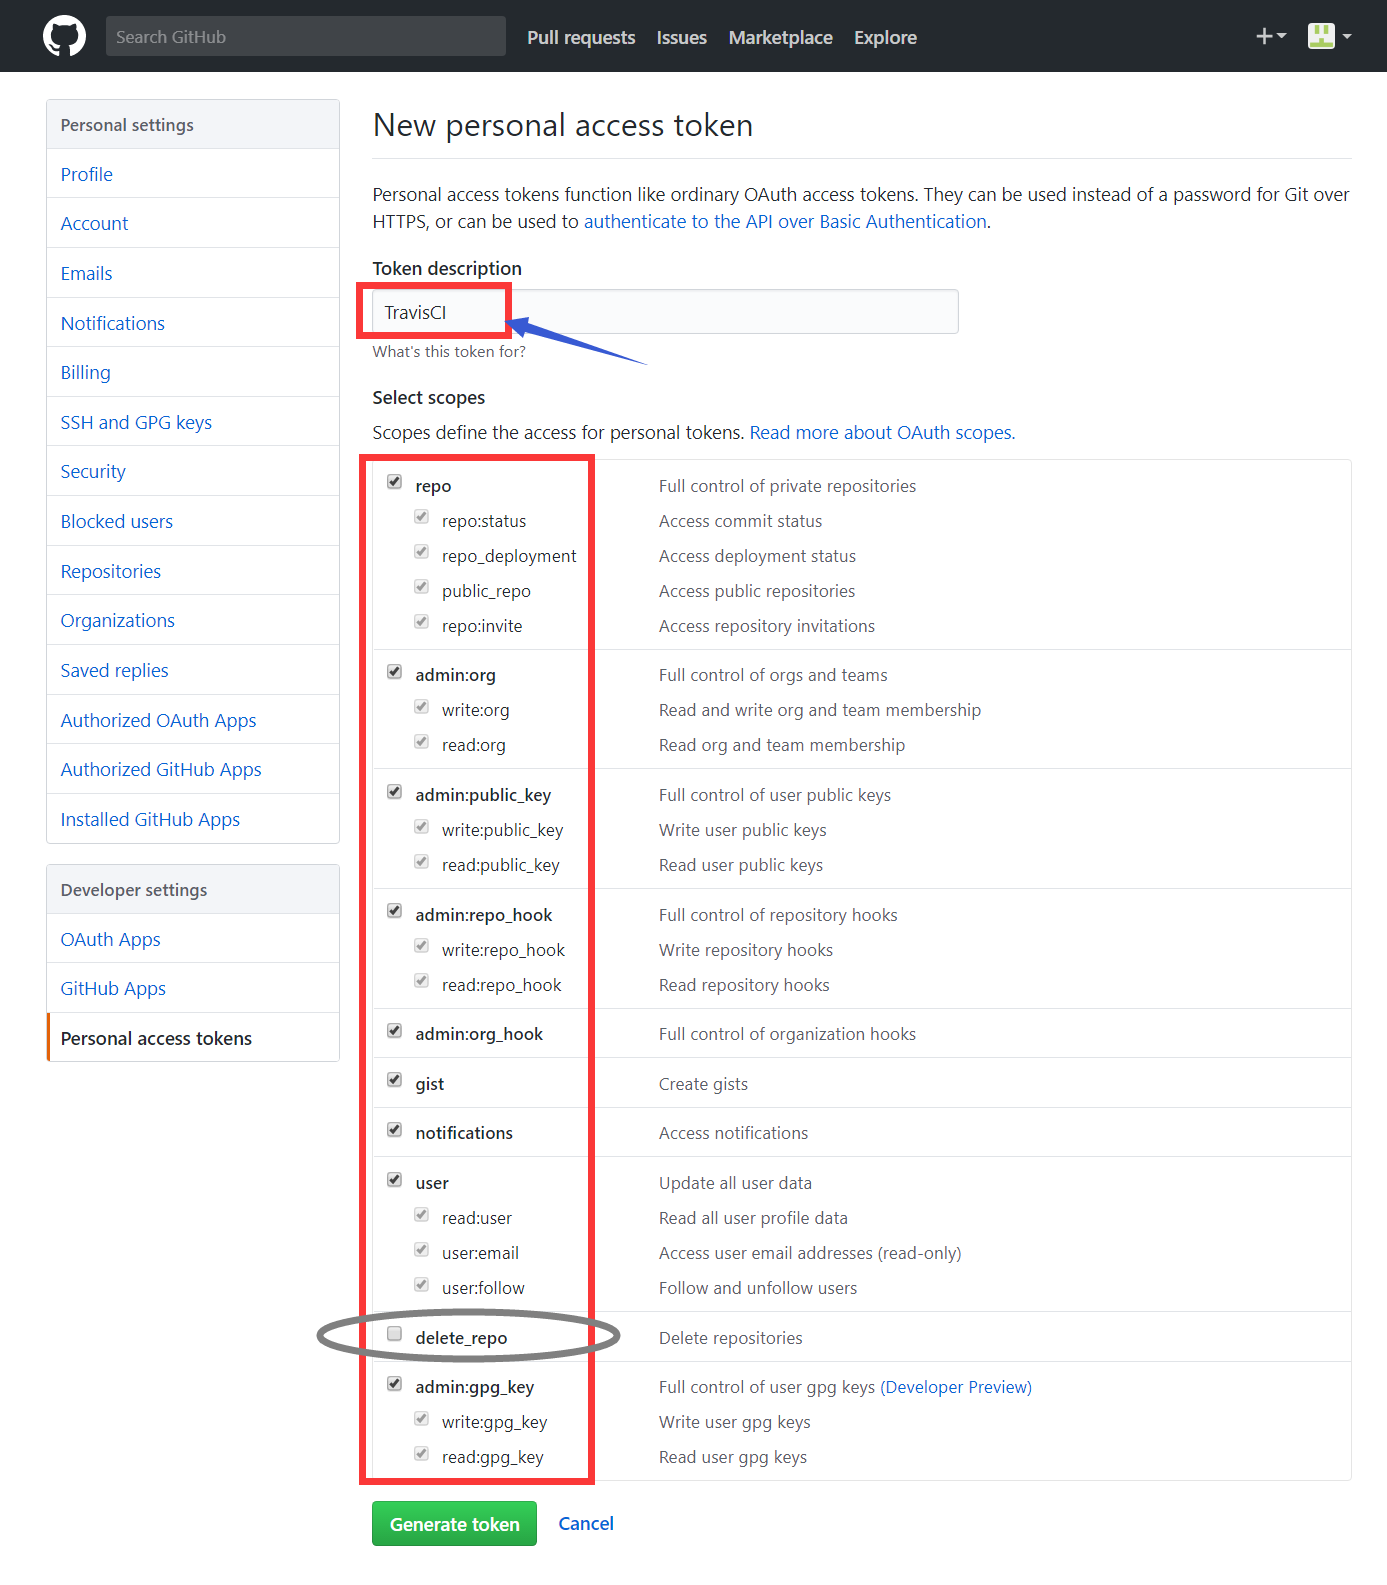 Search GitHub Pull requests Issues Marketplace Explore
Personal settings
Profile
Account
Emails
Notifications
Billing
SSH and GPG keys
Security
Blocked users
Repositories
Organizations
Saved replies
Authorized OAuth Apps
Authorized GitHub Apps
Installed GitHub Apps
Developer settings
OAuth Apps
GitHub Apps
Personal access tokens
New personal access token
Personal access tokens function like ordinary OAuth access tokens. They can be used instead of a password for Git over
HTTPS, or can be used to authenticate to the API over Basic Authentication.
Token description
TravisCI
What's this token for?
Select scopes
Scopes define the access for personal tokens. Read more about OAuth scopes.
repo Full control of private repositories
repo:status Access commit status
repo_deployment Access deployment status
public_repo Access public repositories
repo:invite Access repository invitations
admin:org Full control of orgs and teams
write:org Read and write org and team membership
read:org Read org and team membership
admin:public_key Full control of user public keys
write:public_key Write user public keys
read:public_key Read user public keys
admin:repo_hook Full control of repository hooks
write:repo_hook Write repository hooks
read:repo_hook Read repository hooks
admin:org_hook Full control of organization hooks
gist Create gists
notifications Access notifications
user Update all user data
read:user Read all user profile data
user:email Access user email addresses (read-only)
user:follow Follow and unfollow users
delete_repo Delete repositories
admin:gpg_key Full control of user gpg keys (Developer Preview)
write:gpg_key Write user gpg keys
read:gpg_key Read user gpg keys
Generate token Cancel